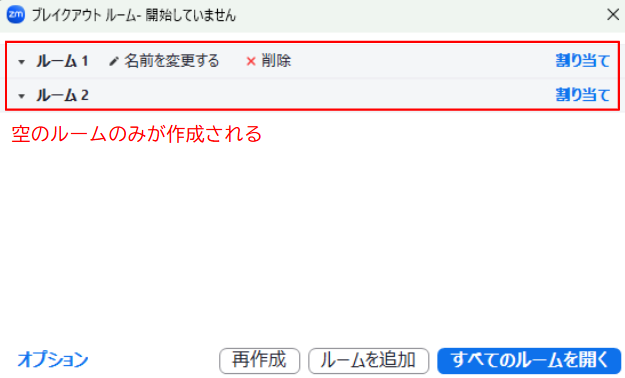 zm ブレイクアウト ルーム- 開始していません
ルーム 1 名前を変更する × 削除 割り当て
ルーム 2 割り当て
空のルームのみが作成される
オプション 再作成 ルームを追加 すべてのルームを開く